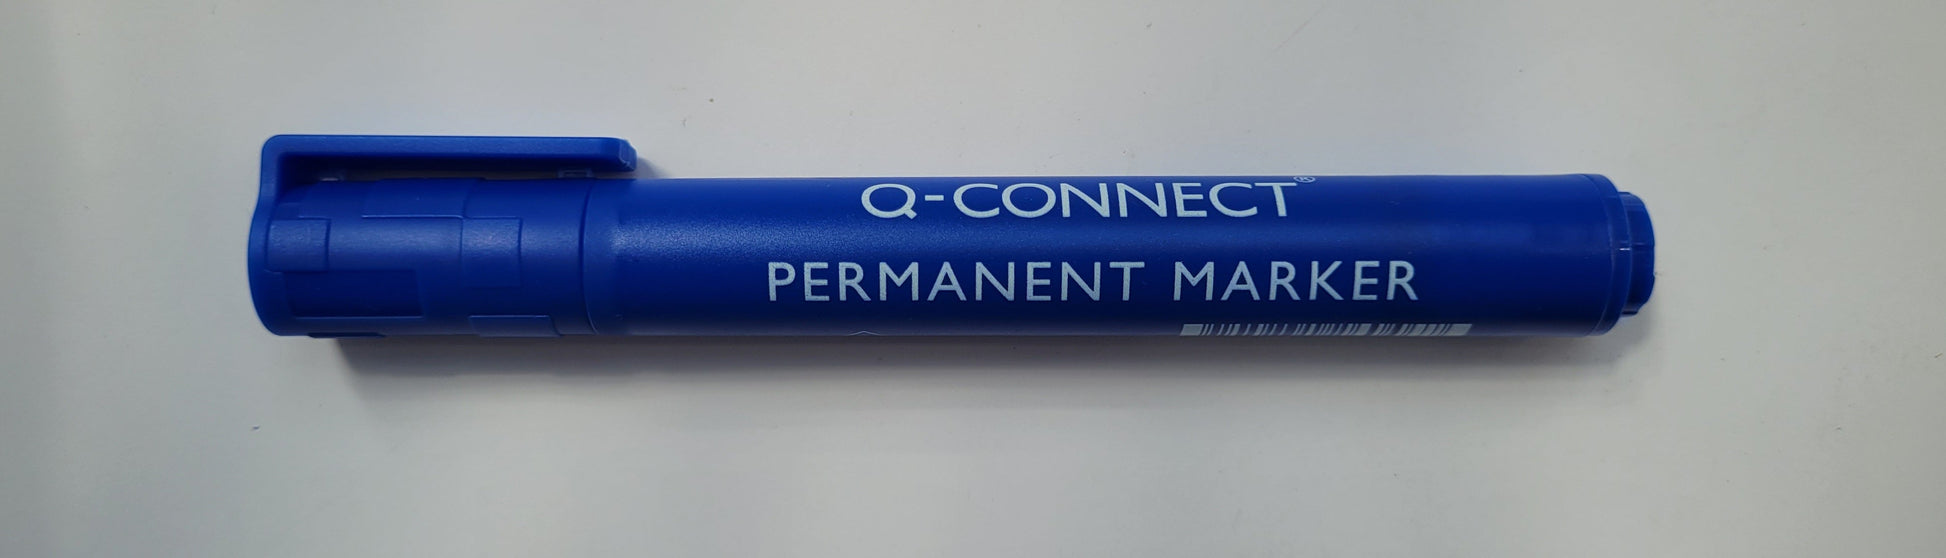 Q-CONNECT®
PERMANENT MARKER